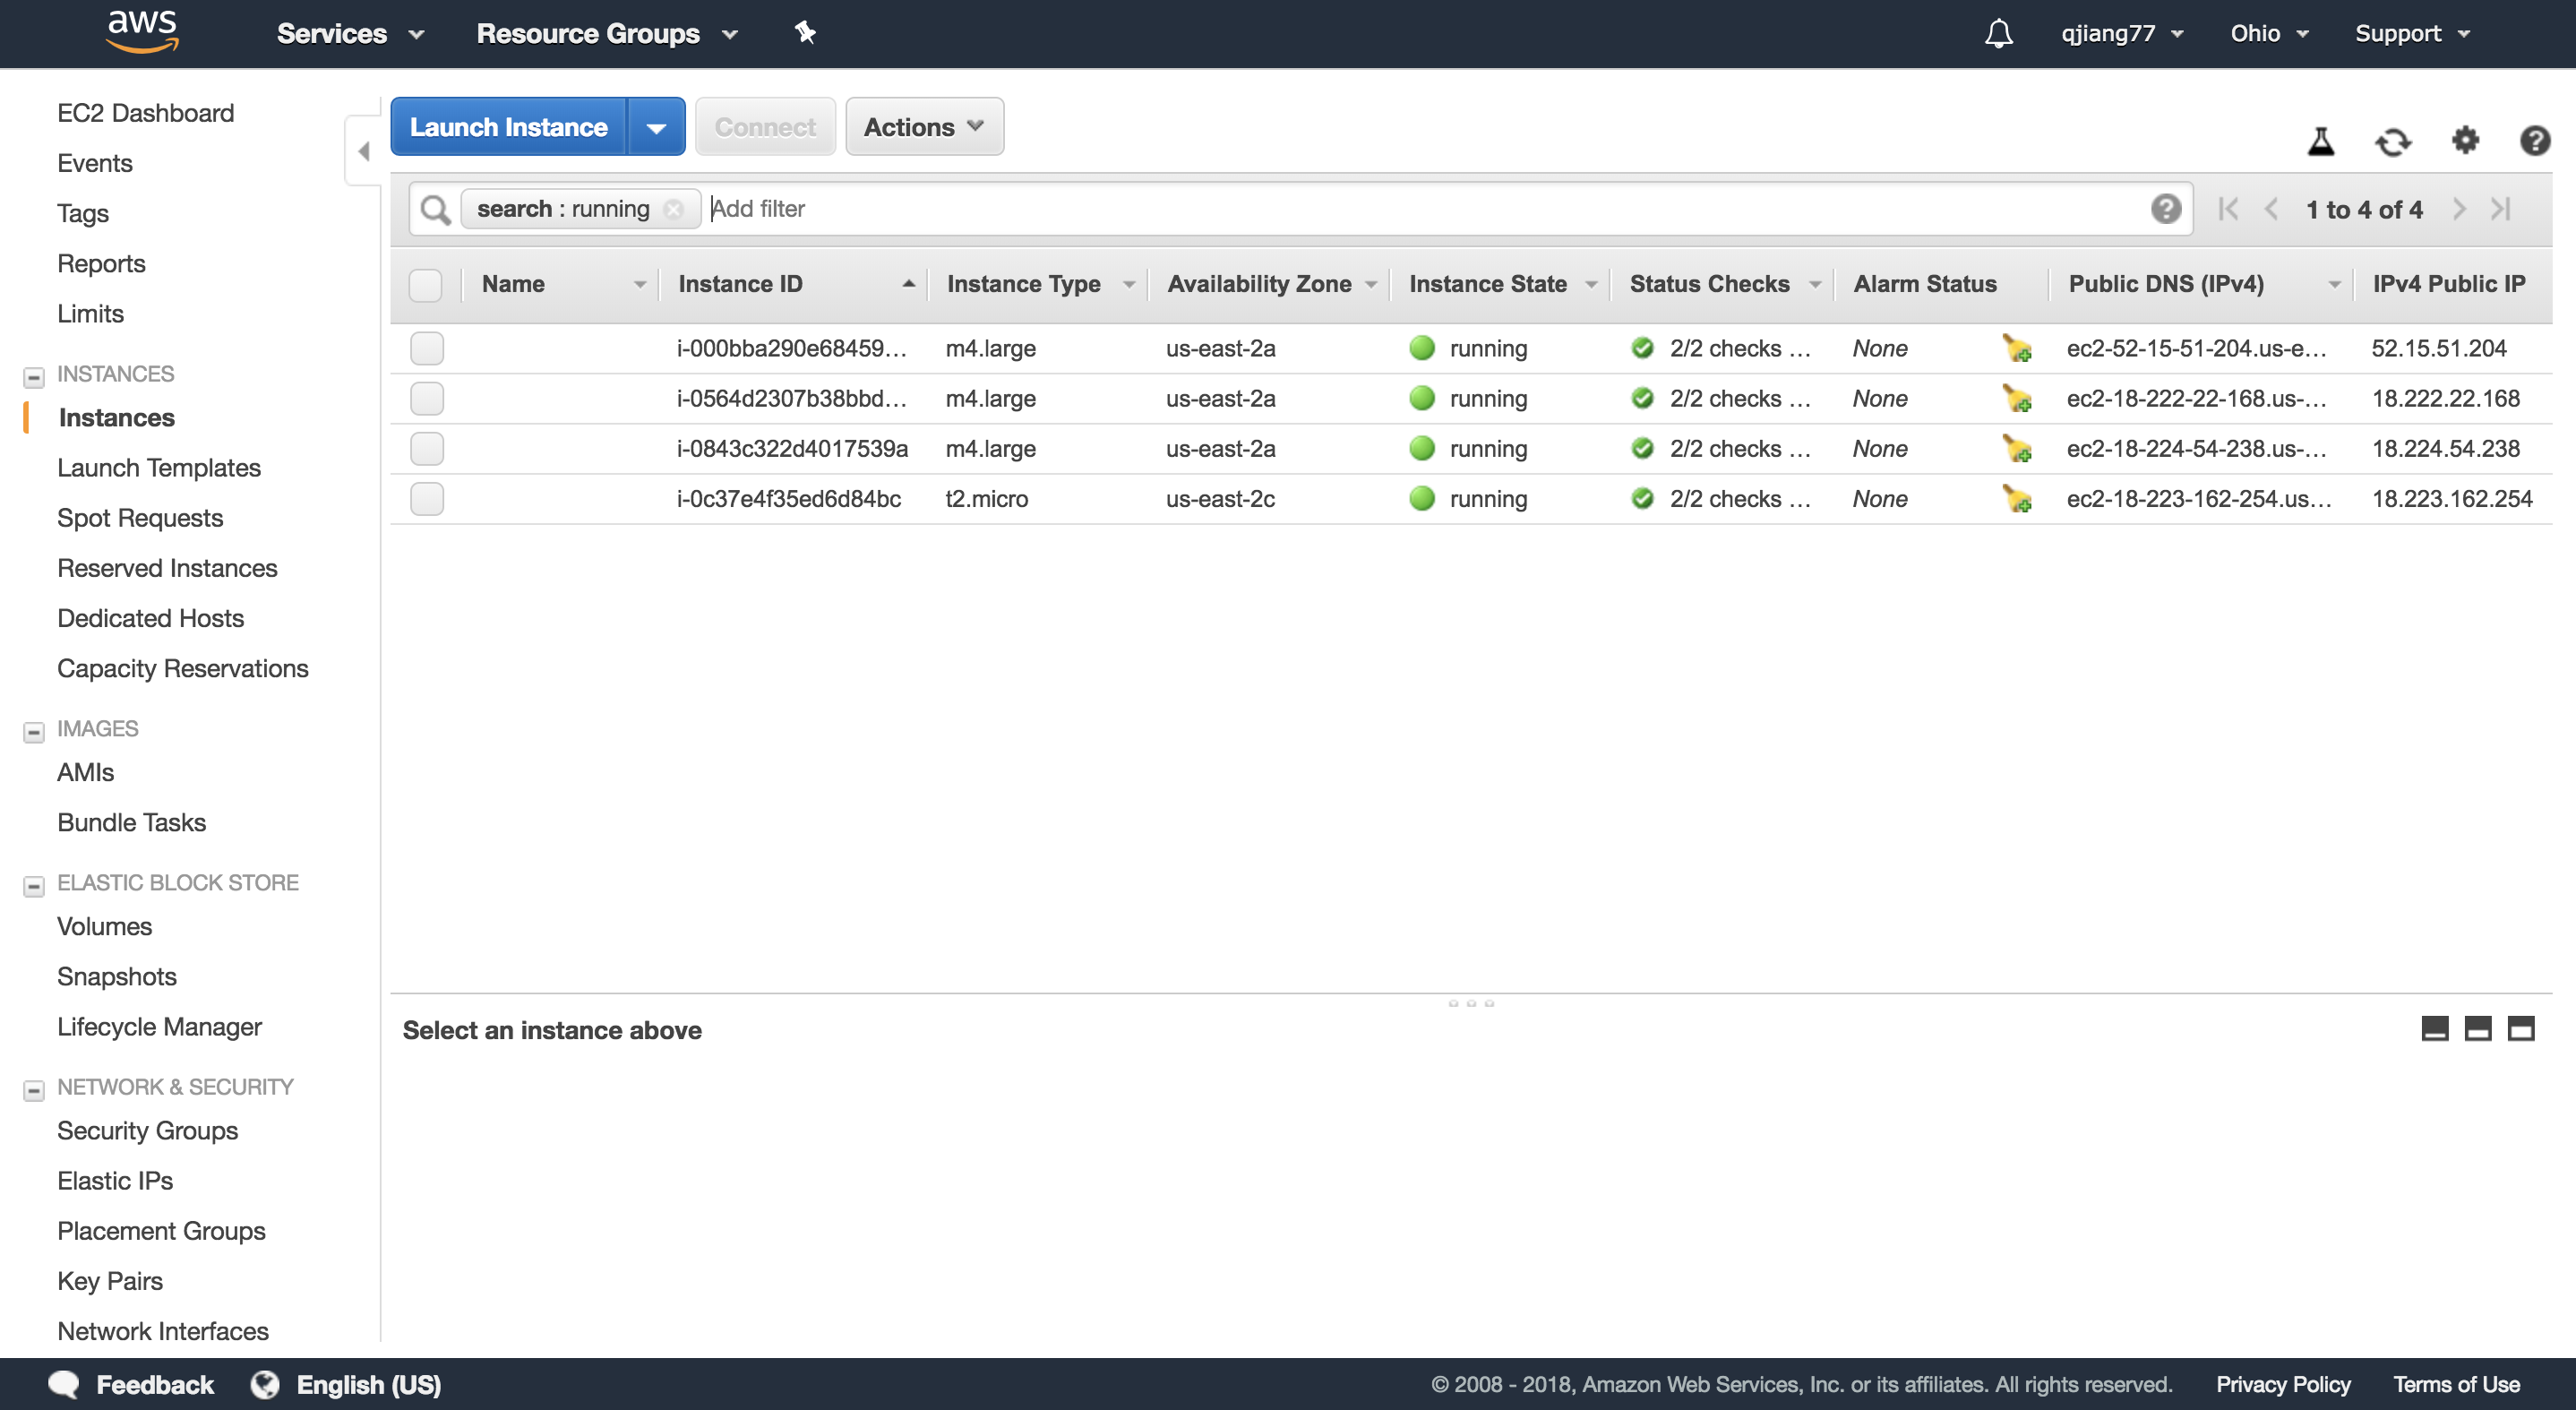 aws Services Resource Groups qjiang77 Ohio Support
EC2 Dashboard
Events
Tags
Reports
Limits
INSTANCES
Instances
Launch Templates
Spot Requests
Reserved Instances
Dedicated Hosts
Capacity Reservations
IMAGES
AMIs
Bundle Tasks
ELASTIC BLOCK STORE
Volumes
Snapshots
Lifecycle Manager
NETWORK & SECURITY
Security Groups
Elastic IPs
Placement Groups
Key Pairs
Network Interfaces
Launch Instance Connect Actions
search : running Add filter 1 to 4 of 4
Name Instance ID Instance Type Availability Zone Instance State Status Checks Alarm Status Public DNS (IPv4) IPv4 Public IP
i-000bba290e68459... m4.large us-east-2a running 2/2 checks ... None ec2-52-15-51-204.us-e... 52.15.51.204
i-0564d2307b38bbd... m4.large us-east-2a running 2/2 checks ... None ec2-18-222-22-168.us-... 18.222.22.168
i-0843c322d4017539a m4.large us-east-2a running 2/2 checks ... None ec2-18-224-54-238.us-... 18.224.54.238
i-0c37e4f35ed6d84bc t2.micro us-east-2c running 2/2 checks ... None ec2-18-223-162-254.us... 18.223.162.254
Select an instance above
Feedback English (US) © 2008 - 2018, Amazon Web Services, Inc. or its affiliates. All rights reserved. Privacy Policy Terms of Use